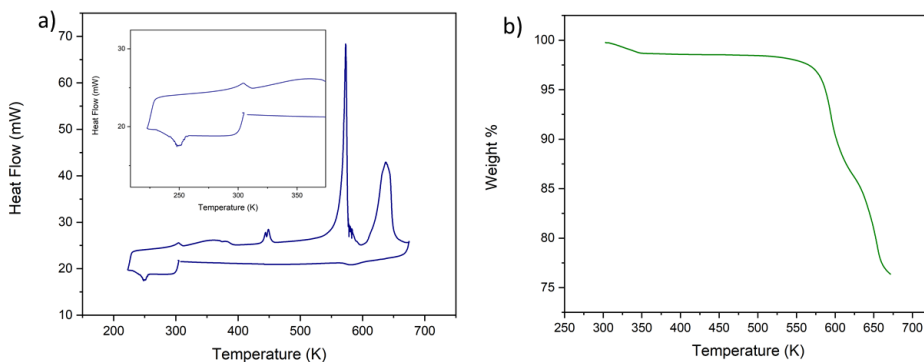 a)
70
60
50
40
30
20
10
Heat Flow (mW)
200 300 400 500 600 700
Temperature (K)
30
20
Heat Flow (mW)
250 300 350
Temperature (K)
b)
100
95
90
85
80
75
Weight %
250 300 350 400 450 500 550 600 650 700
Temperature (K)